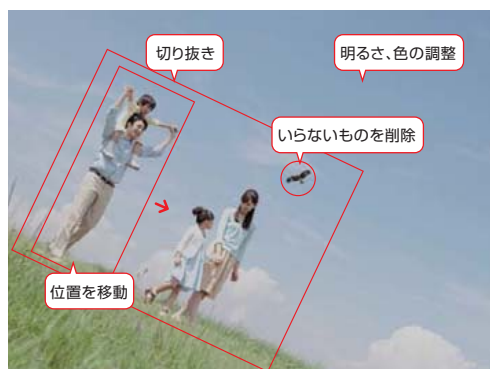 切り抜き
明るさ、色の調整
いらないものを削除
位置を移動